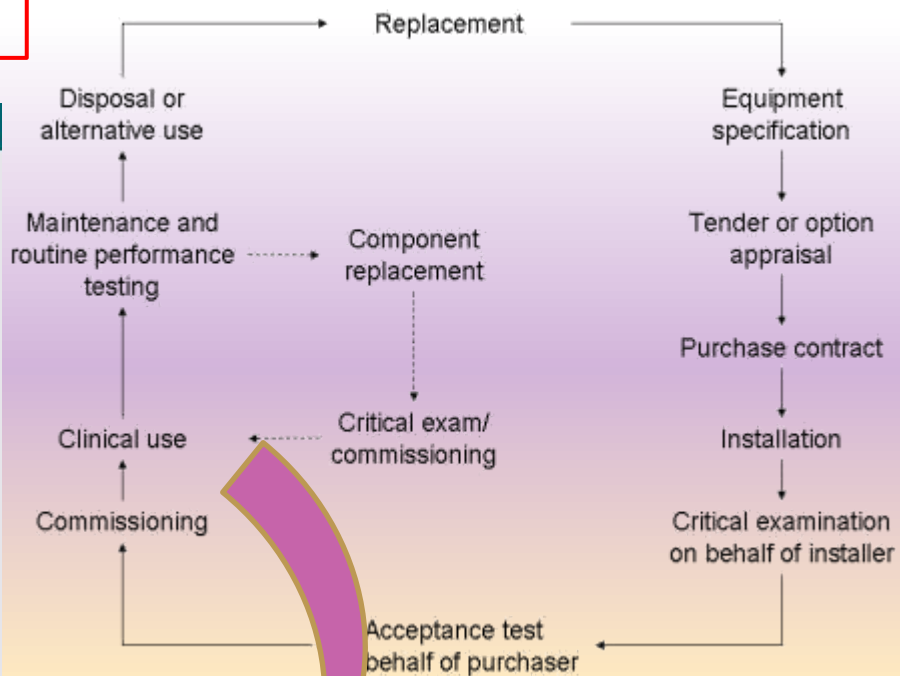 Replacement
Disposal or
alternative use
Equipment
specification
Maintenance and
routine performance
testing
Component
replacement
Tender or option
appraisal
Purchase contract
Clinical use
Critical exam/
commissioning
Installation
Commissioning
Critical examination
on behalf of installer
Acceptance test
behalf of purchaser